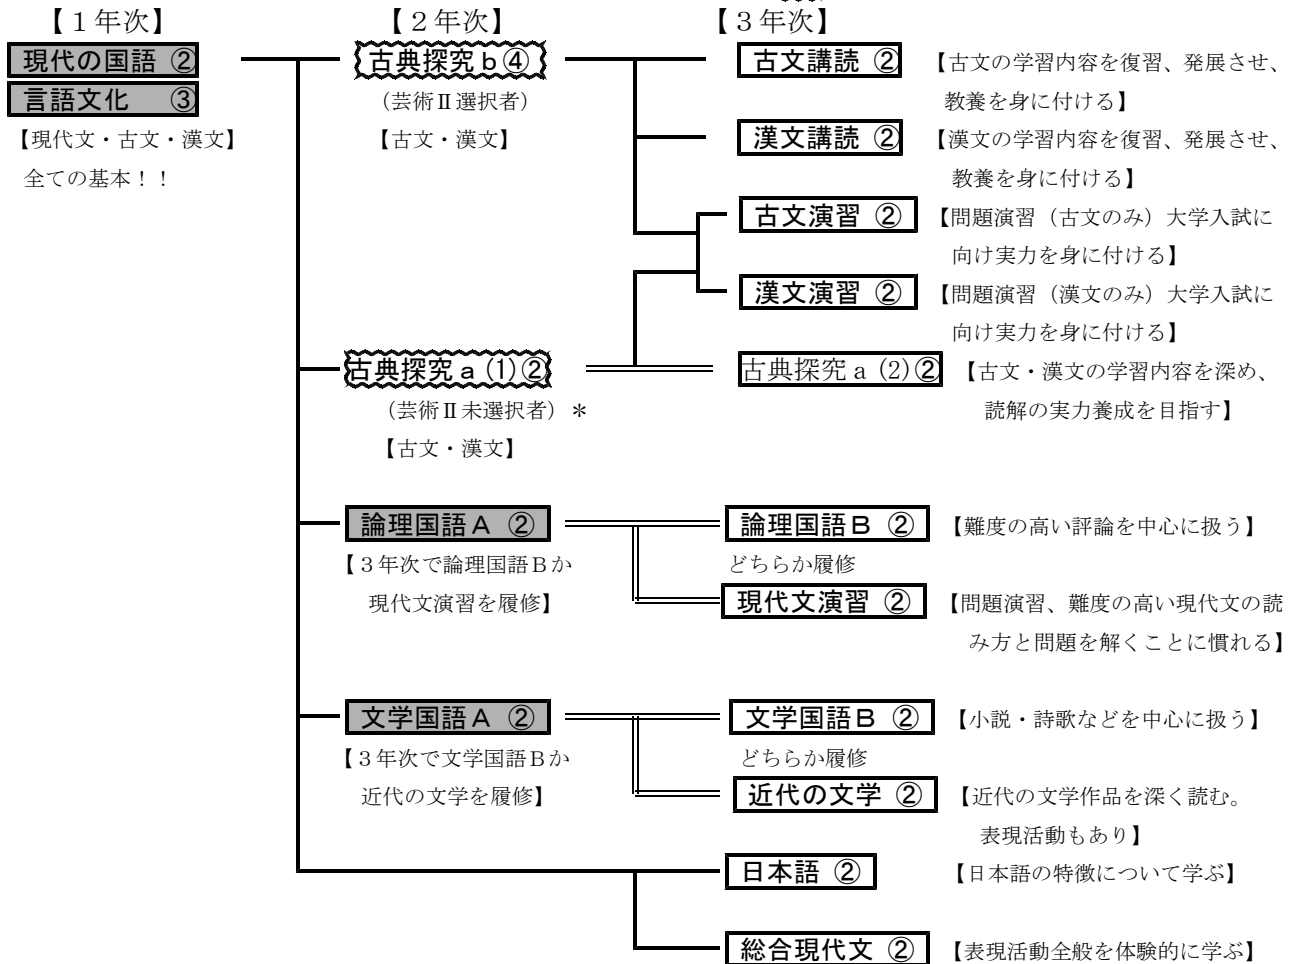 【１年次】　【２年次】　【３年次】
現代の国語 ②　古典探究ｂ④　古文講読 ②　【古文の学習内容を復習、発展させ、
言語文化 ③　（芸術Ⅱ選択者）　教養を身に付ける】
【現代文・古文・漢文】　【古文・漢文】　漢文講読 ②　【漢文の学習内容を復習、発展させ、
全ての基本！！　教養を身に付ける】
古文演習 ②　【問題演習（古文のみ）大学入試に
向け実力を身に付ける】
漢文演習 ②　【問題演習（漢文のみ）大学入試に
向け実力を身に付ける】
古典探究ａ(1)②　古典探究ａ(2)②　【古文・漢文の学習内容を深め、
（芸術Ⅱ未選択者）＊　読解の実力養成を目指す】
【古文・漢文】
論理国語Ａ ②　論理国語Ｂ ②　【難度の高い評論を中心に扱う】
【３年次で論理国語Ｂか　どちらか履修
現代文演習を履修】　現代文演習 ②　【問題演習、難度の高い現代文の読
み方と問題を解くことに慣れる】
文学国語Ａ ②　文学国語Ｂ ②　【小説・詩歌などを中心に扱う】
【３年次で文学国語Ｂか　どちらか履修
近代の文学を履修】　近代の文学 ②　【近代の文学作品を深く読む。
表現活動もあり】
日本語 ②　【日本語の特徴について学ぶ】
総合現代文 ②　【表現活動全般を体験的に学ぶ】